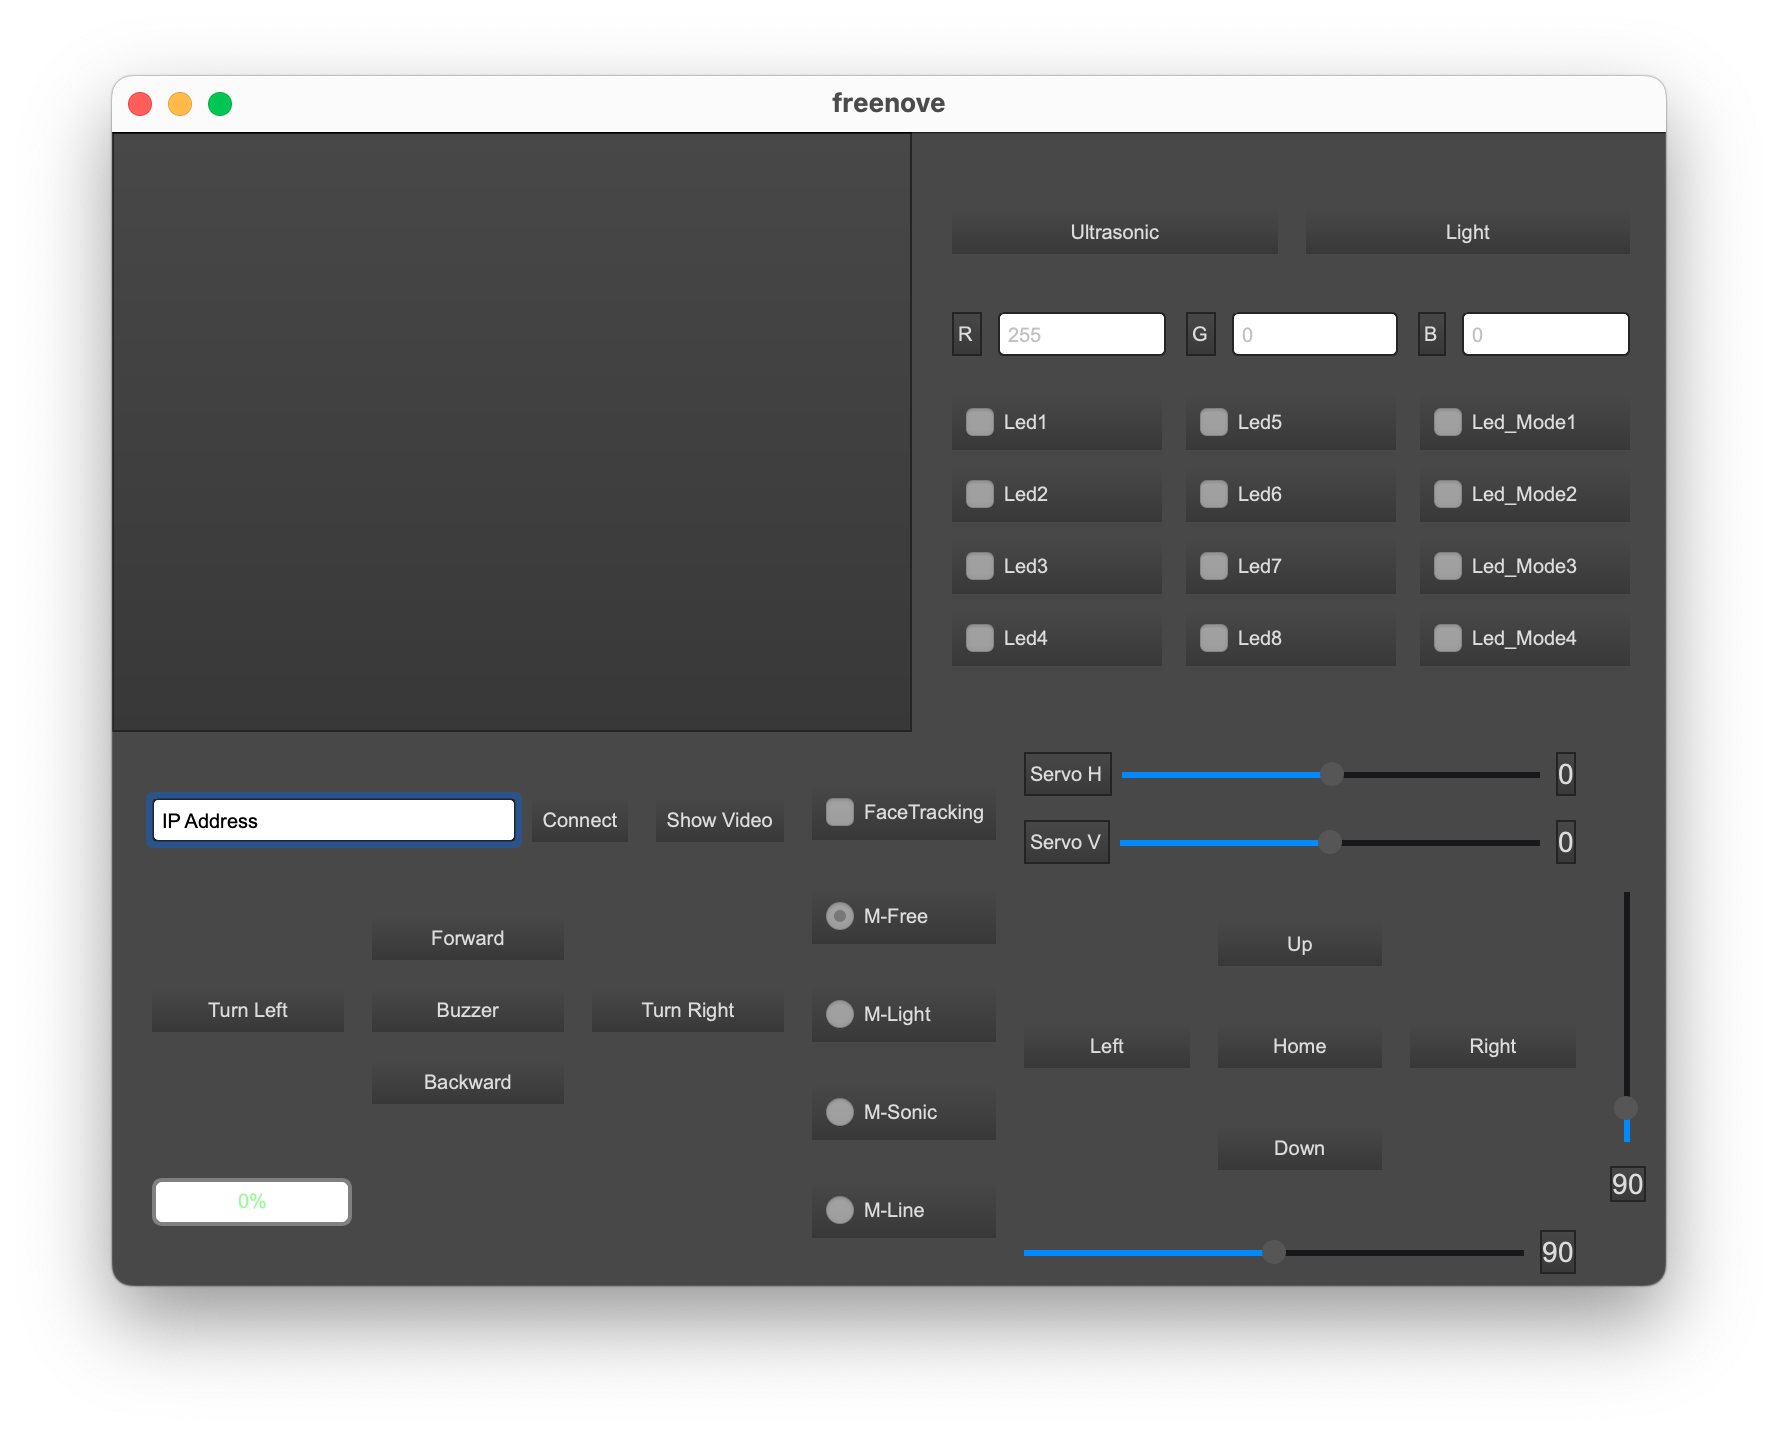 freenove
Ultrasonic Light
R 255 G 0 B 0
Led1 Led5 Led_Mode1
Led2 Led6 Led_Mode2
Led3 Led7 Led_Mode3
Led4 Led8 Led_Mode4
Servo H 0
IP Address Connect Show Video FaceTracking
Servo V 0
Forward M-Free Up
Turn Left Buzzer Turn Right M-Light
Left Home Right
Backward M-Sonic
Down
90
0% M-Line
90